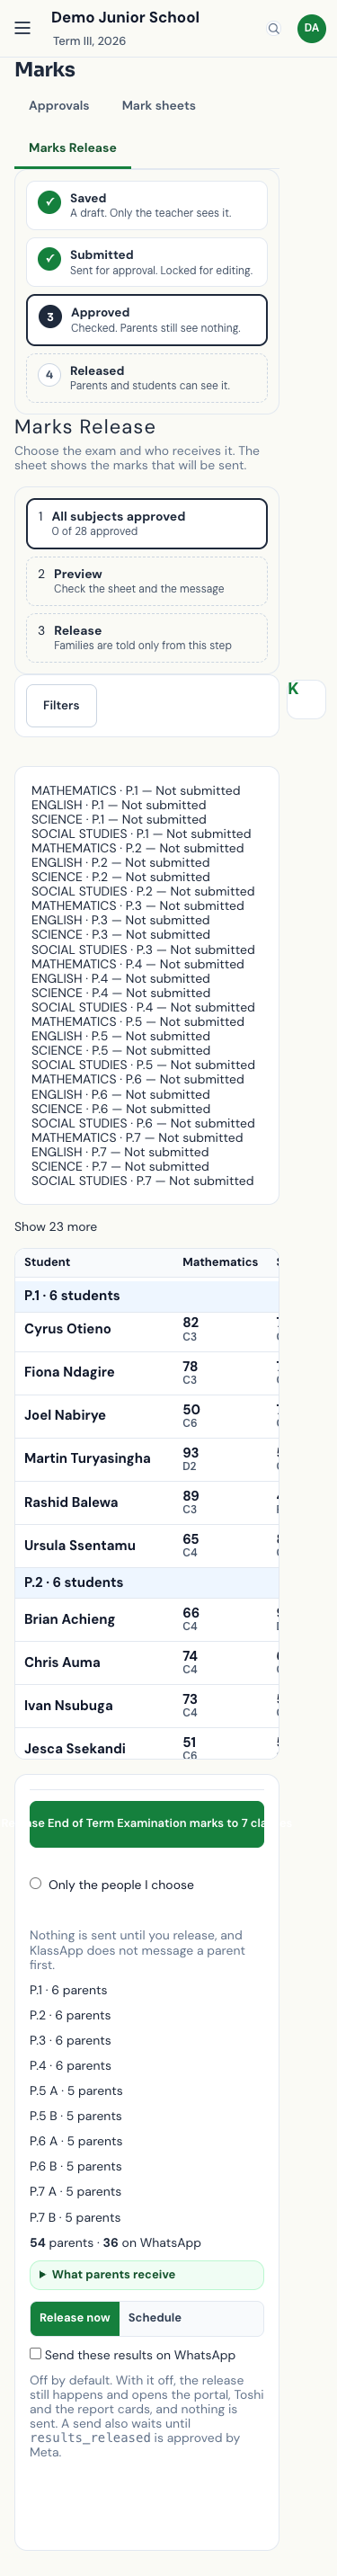 Demo Junior School
Term III, 2026
DA
Marks
Approvals
Mark sheets
Marks Release
Saved
A draft. Only the teacher sees it.
Submitted
Sent for approval. Locked for editing.
3
Approved
Checked. Parents still see nothing.
4
Released
Parents and students can see it.
Marks Release
Choose the exam and who receives it. The
sheet shows the marks that will be sent.
1 All subjects approved
0 of 28 approved
2 Preview
Check the sheet and the message
3 Release
Families are told only from this step
Filters
K
MATHEMATICS · P.1 — Not submitted
ENGLISH · P.1 — Not submitted
SCIENCE · P.1 — Not submitted
SOCIAL STUDIES · P.1 — Not submitted
MATHEMATICS · P.2 — Not submitted
ENGLISH · P.2 — Not submitted
SCIENCE · P.2 — Not submitted
SOCIAL STUDIES · P.2 — Not submitted
MATHEMATICS · P.3 — Not submitted
ENGLISH · P.3 — Not submitted
SCIENCE · P.3 — Not submitted
SOCIAL STUDIES · P.3 — Not submitted
MATHEMATICS · P.4 — Not submitted
ENGLISH · P.4 — Not submitted
SCIENCE · P.4 — Not submitted
SOCIAL STUDIES · P.4 — Not submitted
MATHEMATICS · P.5 — Not submitted
ENGLISH · P.5 — Not submitted
SCIENCE · P.5 — Not submitted
SOCIAL STUDIES · P.5 — Not submitted
MATHEMATICS · P.6 — Not submitted
ENGLISH · P.6 — Not submitted
SCIENCE · P.6 — Not submitted
SOCIAL STUDIES · P.6 — Not submitted
MATHEMATICS · P.7 — Not submitted
ENGLISH · P.7 — Not submitted
SCIENCE · P.7 — Not submitted
SOCIAL STUDIES · P.7 — Not submitted
Show 23 more
Student Mathematics
P.1 · 6 students
Cyrus Otieno 82
C3
Fiona Ndagire 78
C3
Joel Nabirye 50
C6
Martin Turyasingha 93
D2
Rashid Balewa 89
C3
Ursula Ssentamu 65
C4
P.2 · 6 students
Brian Achieng 66
C4
Chris Auma 74
C4
Ivan Nsubuga 73
C4
Jesca Ssekandi 51
C6
End of Term Examination marks to 7
Only the people I choose
Nothing is sent until you release, and
KlassApp does not message a parent
first.
P.1 · 6 parents
P.2 · 6 parents
P.3 · 6 parents
P.4 · 6 parents
P.5 A · 5 parents
P.5 B · 5 parents
P.6 A · 5 parents
P.6 B · 5 parents
P.7 A · 5 parents
P.7 B · 5 parents
54 parents · 36 on WhatsApp
What parents receive
Release now
Schedule
Send these results on WhatsApp
Off by default. With it off, the release
still happens and opens the portal, Toshi
and the report cards, and nothing is
sent. A send also waits until
results_released is approved by
Meta.